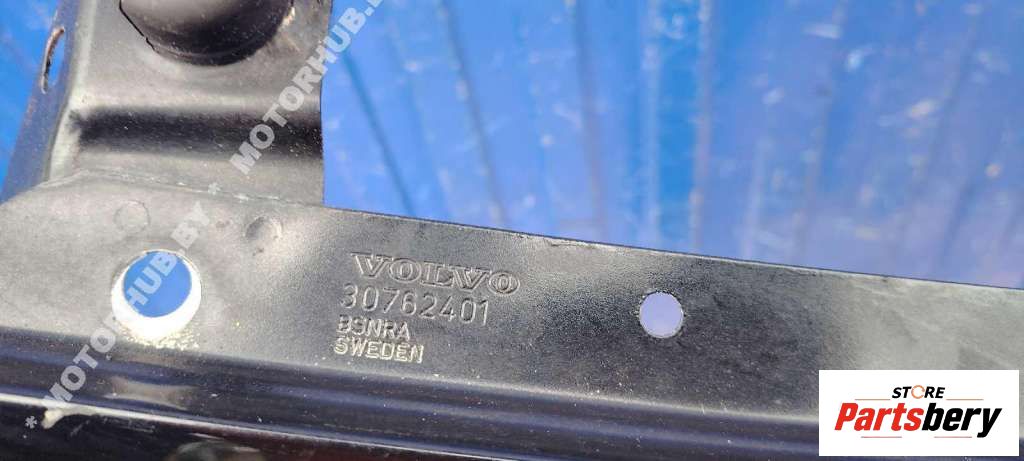 * MOTORHUB.BY * MOTORHUB.BY
VOLVO
30762401
BSNRA
SWEDEN
STORE
Partsbery